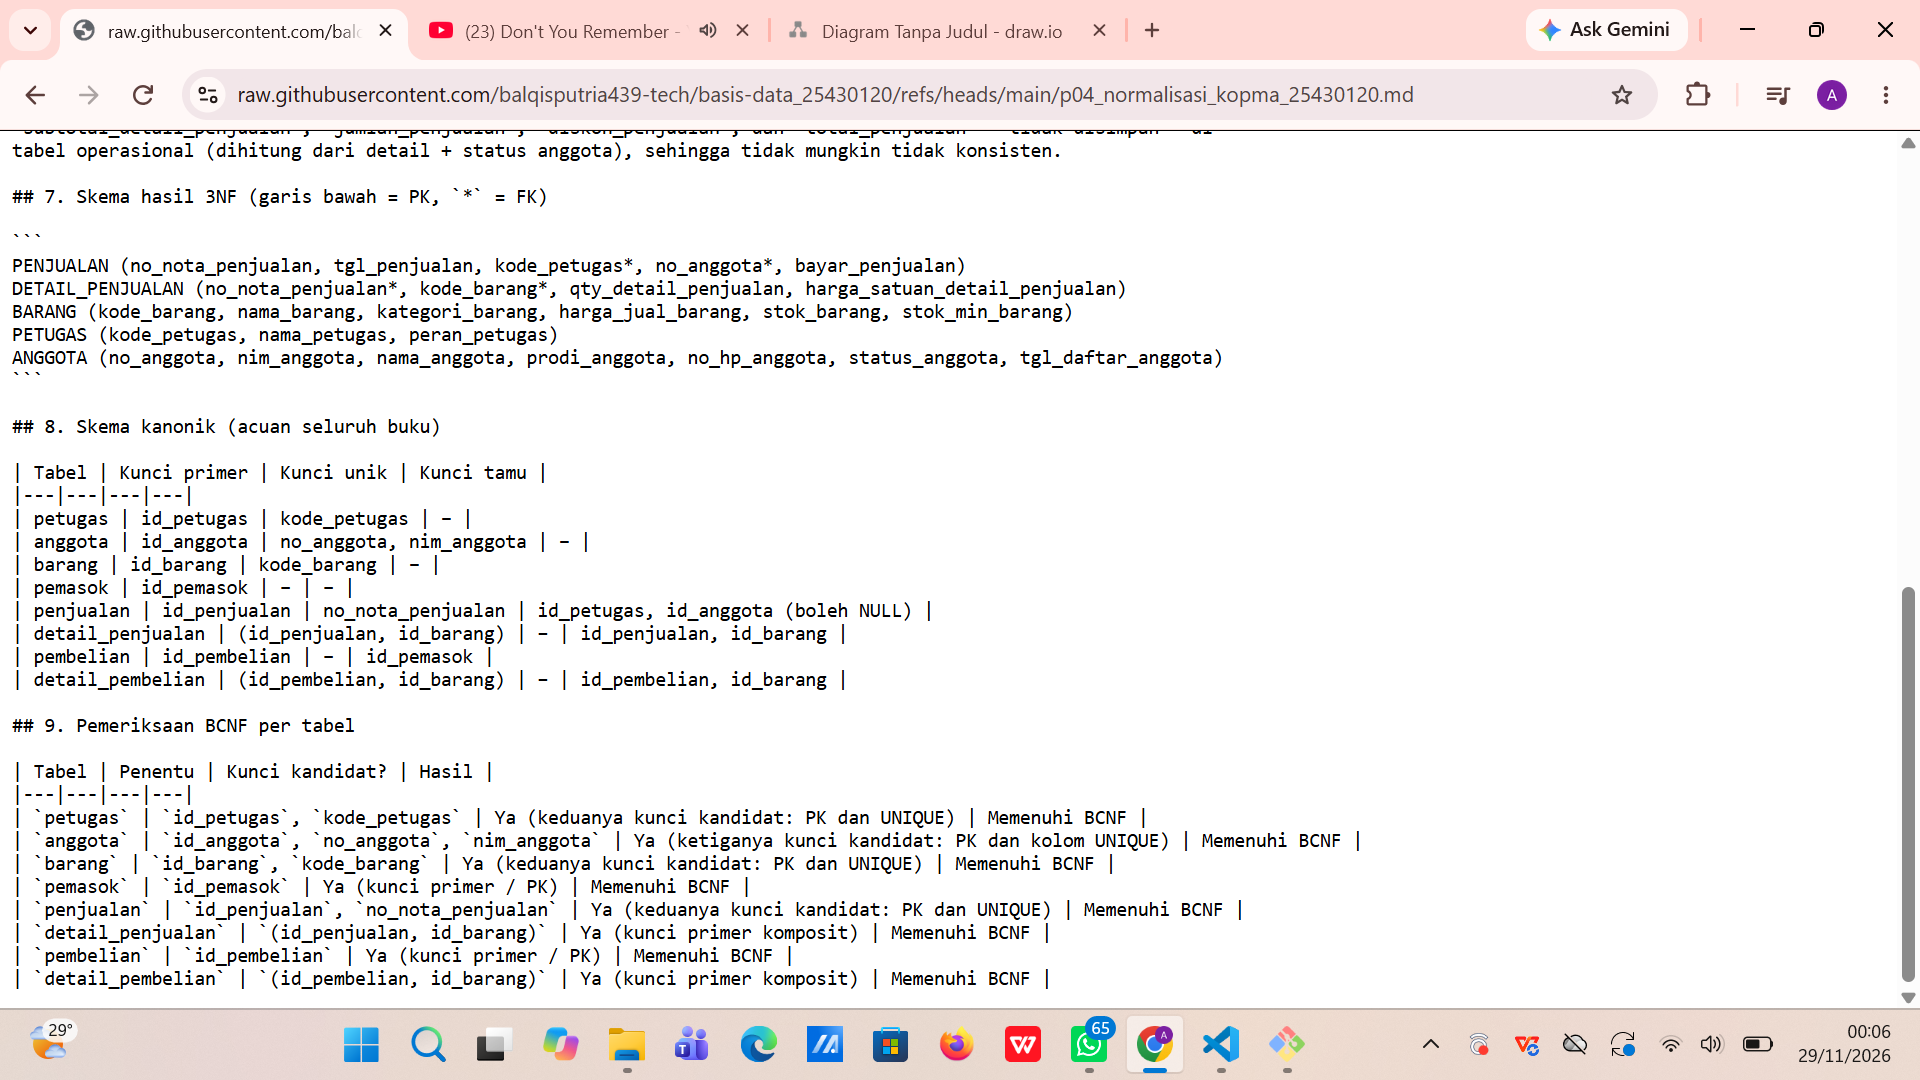 raw.githubusercontent.com/balq
(23) Don't You Remember -
Diagram Tanpa Judul - draw.io
Ask Gemini
raw.githubusercontent.com/balqisputria439-tech/basis-data_25430120/refs/heads/main/p04_normalisasi_kopma_25430120.md
A
`subtotal_detail_penjualan`, `jumlah_penjualan`, `diskon_penjualan`, dan `total_penjualan` **tidak disimpan** di
tabel operasional (dihitung dari detail + status anggota), sehingga tidak mungkin tidak konsisten.
## 7. Skema hasil 3NF (garis bawah = PK, `*` = FK)
```
PENJUALAN (no_nota_penjualan, tgl_penjualan, kode_petugas*, no_anggota*, bayar_penjualan)
DETAIL_PENJUALAN (no_nota_penjualan*, kode_barang*, qty_detail_penjualan, harga_satuan_detail_penjualan)
BARANG (kode_barang, nama_barang, kategori_barang, harga_jual_barang, stok_barang, stok_min_barang)
PETUGAS (kode_petugas, nama_petugas, peran_petugas)
ANGGOTA (no_anggota, nim_anggota, nama_anggota, prodi_anggota, no_hp_anggota, status_anggota, tgl_daftar_anggota)
```
## 8. Skema kanonik (acuan seluruh buku)
| Tabel | Kunci primer | Kunci unik | Kunci tamu |
|---|---|---|---|
| petugas | id_petugas | kode_petugas | – |
| anggota | id_anggota | no_anggota, nim_anggota | – |
| barang | id_barang | kode_barang | – |
| pemasok | id_pemasok | – | – |
| penjualan | id_penjualan | no_nota_penjualan | id_petugas, id_anggota (boleh NULL) |
| detail_penjualan | (id_penjualan, id_barang) | – | id_penjualan, id_barang |
| pembelian | id_pembelian | – | id_pemasok |
| detail_pembelian | (id_pembelian, id_barang) | – | id_pembelian, id_barang |
## 9. Pemeriksaan BCNF per tabel
| Tabel | Penentu | Kunci kandidat? | Hasil |
|---|---|---|---|
| `petugas` | `id_petugas`, `kode_petugas` | Ya (keduanya kunci kandidat: PK dan UNIQUE) | Memenuhi BCNF |
| `anggota` | `id_anggota`, `no_anggota`, `nim_anggota` | Ya (ketiganya kunci kandidat: PK dan kolom UNIQUE) | Memenuhi BCNF |
| `barang` | `id_barang`, `kode_barang` | Ya (keduanya kunci kandidat: PK dan UNIQUE) | Memenuhi BCNF |
| `pemasok` | `id_pemasok` | Ya (kunci primer / PK) | Memenuhi BCNF |
| `penjualan` | `id_penjualan`, `no_nota_penjualan` | Ya (keduanya kunci kandidat: PK dan UNIQUE) | Memenuhi BCNF |
| `detail_penjualan` | `(id_penjualan, id_barang)` | Ya (kunci primer komposit) | Memenuhi BCNF |
| `pembelian` | `id_pembelian` | Ya (kunci primer / PK) | Memenuhi BCNF |
| `detail_pembelian` | `(id_pembelian, id_barang)` | Ya (kunci primer komposit) | Memenuhi BCNF |
29°
65
00:06
29/11/2026